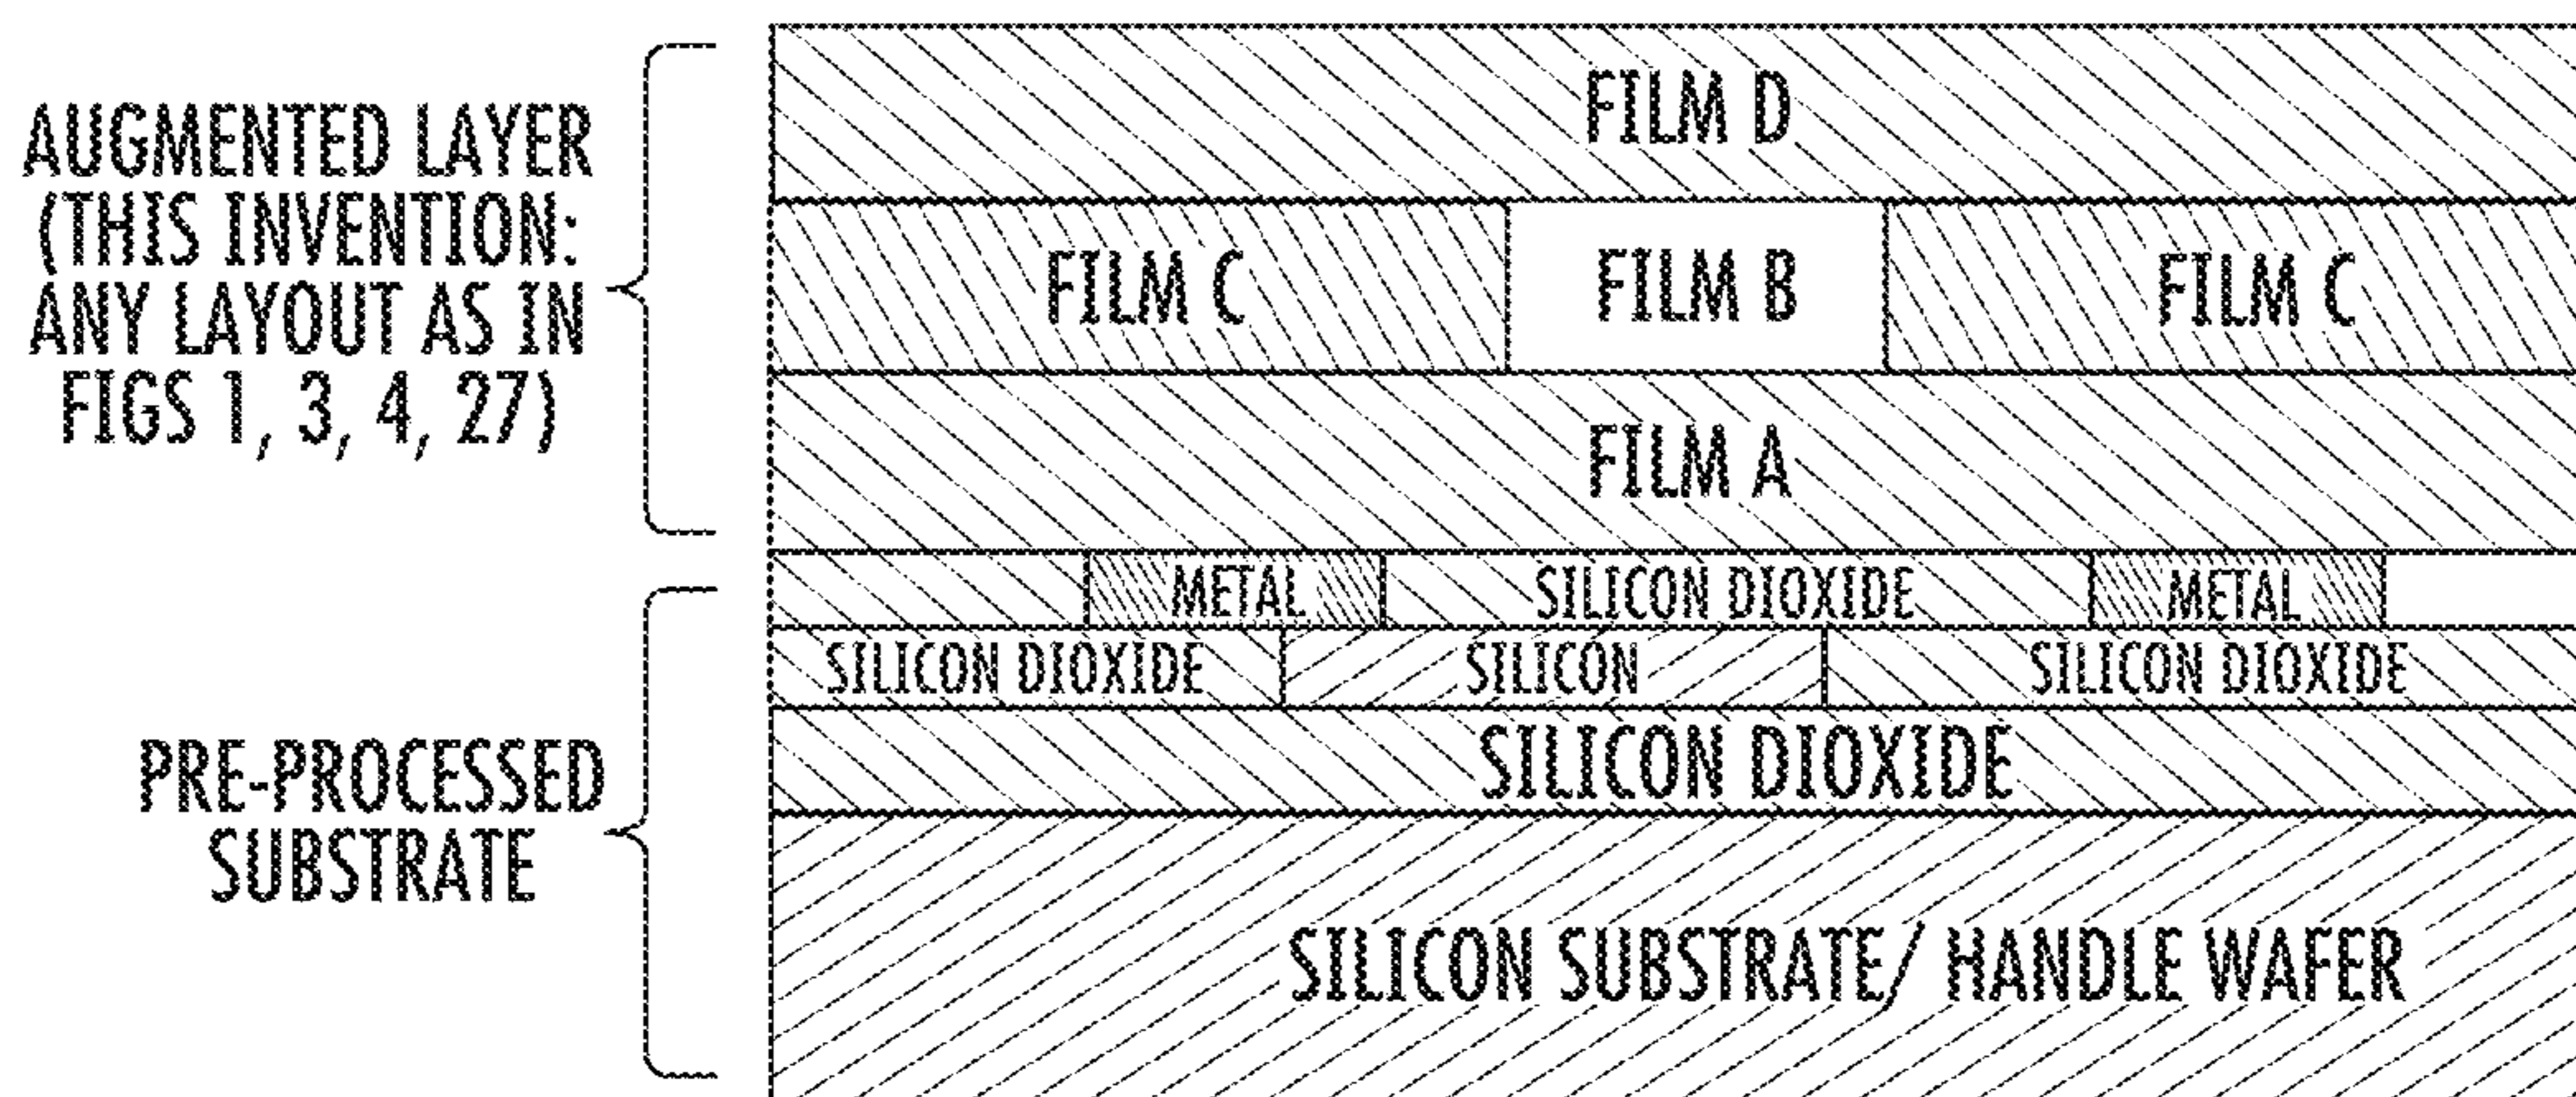 AUGMENTED LAYER
(THIS INVENTION:
ANY LAYOUT AS IN
FIGS 1, 3, 4, 27)
FILM D
FILM C FILM B FILM C
FILM A
METAL SILICON DIOXIDE METAL
SILICON DIOXIDE SILICON SILICON DIOXIDE
PRE-PROCESSED
SUBSTRATE
SILICON DIOXIDE
SILICON SUBSTRATE/ HANDLE WAFER